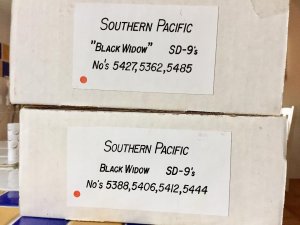 Southern Pacific
"Black Widow" SD-9's
No's 5427,5362,5485
Southern Pacific
Black Widow SD-9's
No's 5388,5406,5412,5444